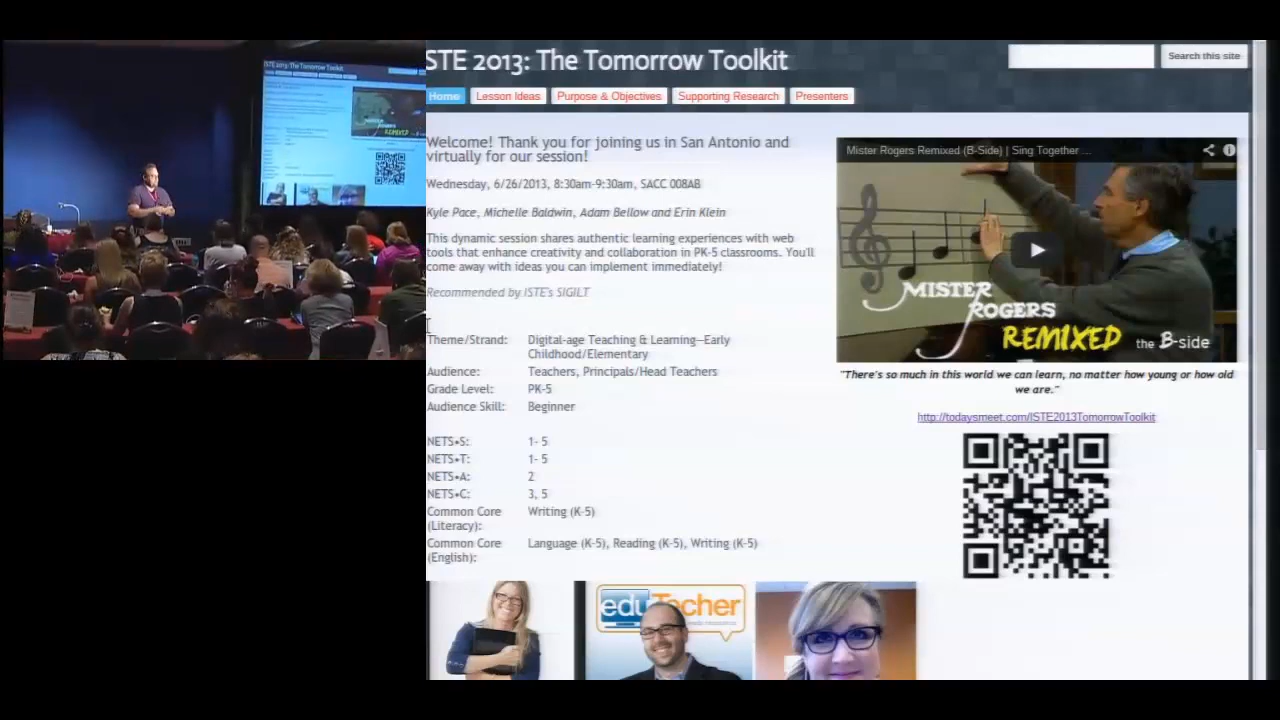 STE 2013: The Tomorrow Toolkit
Search this site
Home
Lesson Ideas
Purpose & Objectives
Supporting Research
Presenters
Welcome! Thank you for joining us in San Antonio and
virtually for our session!
Wednesday, 6/26/2013, 8:30am-9:30am, SACC 008AB
Kyle Pace, Michelle Baldwin, Adam Bellow and Erin Klein
This dynamic session shares authentic learning experiences with web
tools that enhance creativity and collaboration in PK-5 classrooms. You'll
come away with ideas you can implement immediately!
Recommended by ISTE's SIGILT
Theme/Strand: Digital-age Teaching & Learning—Early
Childhood/Elementary
Audience: Teachers, Principals/Head Teachers
Grade Level: PK-5
Audience Skill: Beginner
NETS•S: 1- 5
NETS•T: 1- 5
NETS•A: 2
NETS•C: 3, 5
Common Core Writing (K-5)
(Literacy):
Common Core Language (K-5), Reading (K-5), Writing (K-5)
(English):
Mister Rogers Remixed (B-Side) | Sing Together ...
MISTER
ROGERS
REMIXED the B-side
"There's so much in this world we can learn, no matter how young or how old
we are."
http://todaysmeet.com/ISTE2013TomorrowToolkit
eduTecher
ISTE 2013: The Tomorrow Toolkit
MISTER
ROGERS
REMIXED